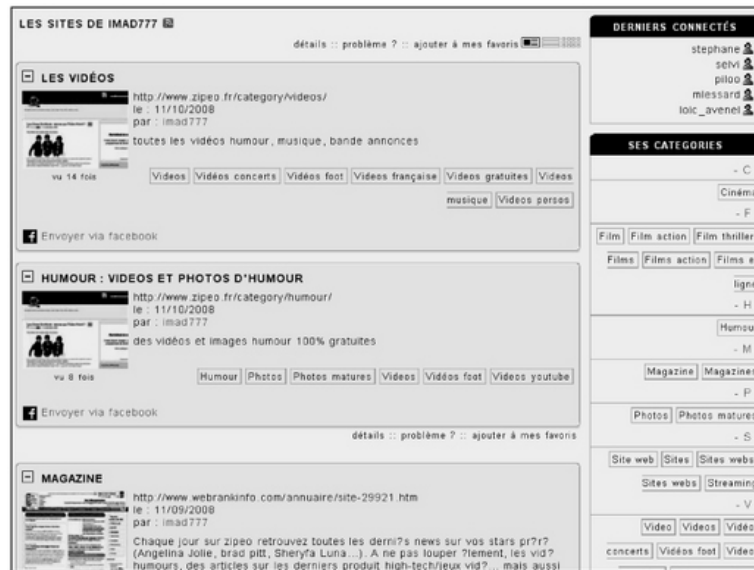 LES SITES DE IMAD777
détails :: problème ? :: ajouter à mes favoris
LES VIDÉOS
http://www.zipeo.fr/category/videos/
le : 11/10/2008
par : imad777
toutes les vidéos humour, musique, bande annonces
vu 14 fois
Videos Vidéos concerts Vidéos foot Videos française Videos gratuites Videos
musique Videos persos
Envoyer via facebook
HUMOUR : VIDEOS ET PHOTOS D'HUMOUR
http://www.zipeo.fr/category/humour/
le : 11/10/2008
par : imad777
des vidéos et images humour 100% gratuites
vu 8 fois
Humour Photos Photos matures Videos Vidéos foot Videos youtube
Envoyer via facebook
détails :: problème ? :: ajouter à mes favoris
MAGAZINE
http://www.webrankinfo.com/annuaire/site-29921.htm
le : 11/09/2008
par : imad777
Chaque jour sur zipeo retrouvez toutes les derni?s news sur vos stars pr?r?
(Angelina Jolie, brad pitt, Sheryfa Luna...). A ne pas louper ?lement, les vid?
humours, des articles sur les derniers produit high-tech/jeux vid?... mais aussi
DERNIERS CONNECTÉS
stephane
selvi
piloo
mlessard
loic_avenel
SES CATEGORIES
- C
Cinéma
- F
Film Film action Film thriller
Films Films action Films e
ligne
- H
Humour
- M
Magazine Magazines
- P
Photos Photos matures
- S
Site web Sites Sites webs
Sites webs Streaming
- V
Video Videos Vidéo
concerts Vidéos foot Video